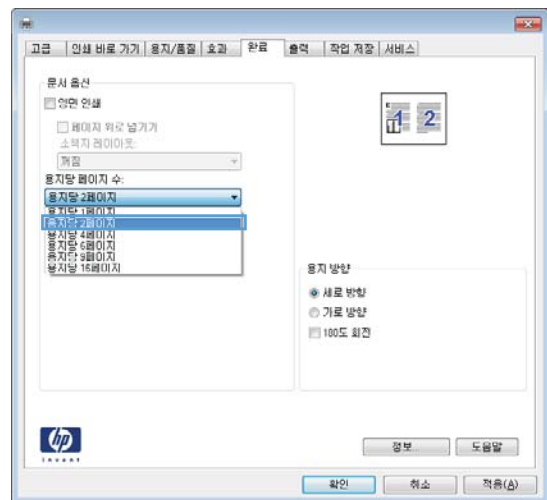 고급 인쇄 바로 가기 용지/품질 효과 완료 출력 작업 저장 서비스
문서 옵션
양면 인쇄
페이지 위로 넘기기
소책자 레이아웃:
꺼짐
용지당 페이지 수:
용지당 2페이지
용지당 1페이지
용지당 2페이지
용지당 4페이지
용지당 6페이지
용지당 9페이지
용지당 16페이지
1 2
용지 방향
세로 방향
가로 방향
180도 회전
hp
invent
정보...
도움말
확인
취소
적용(A)